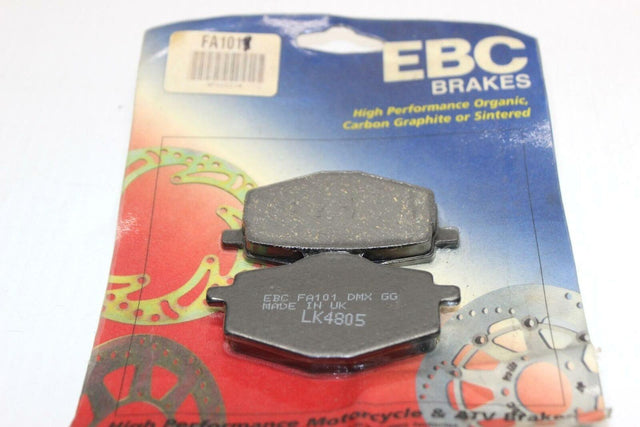 FA101
EBC
BRAKES
High Performance Organic,
Carbon Graphite or Sintered
EBC FA101 DMX GG
MADE IN UK
LK4805
High Performance Motorcycle & ATV Brake